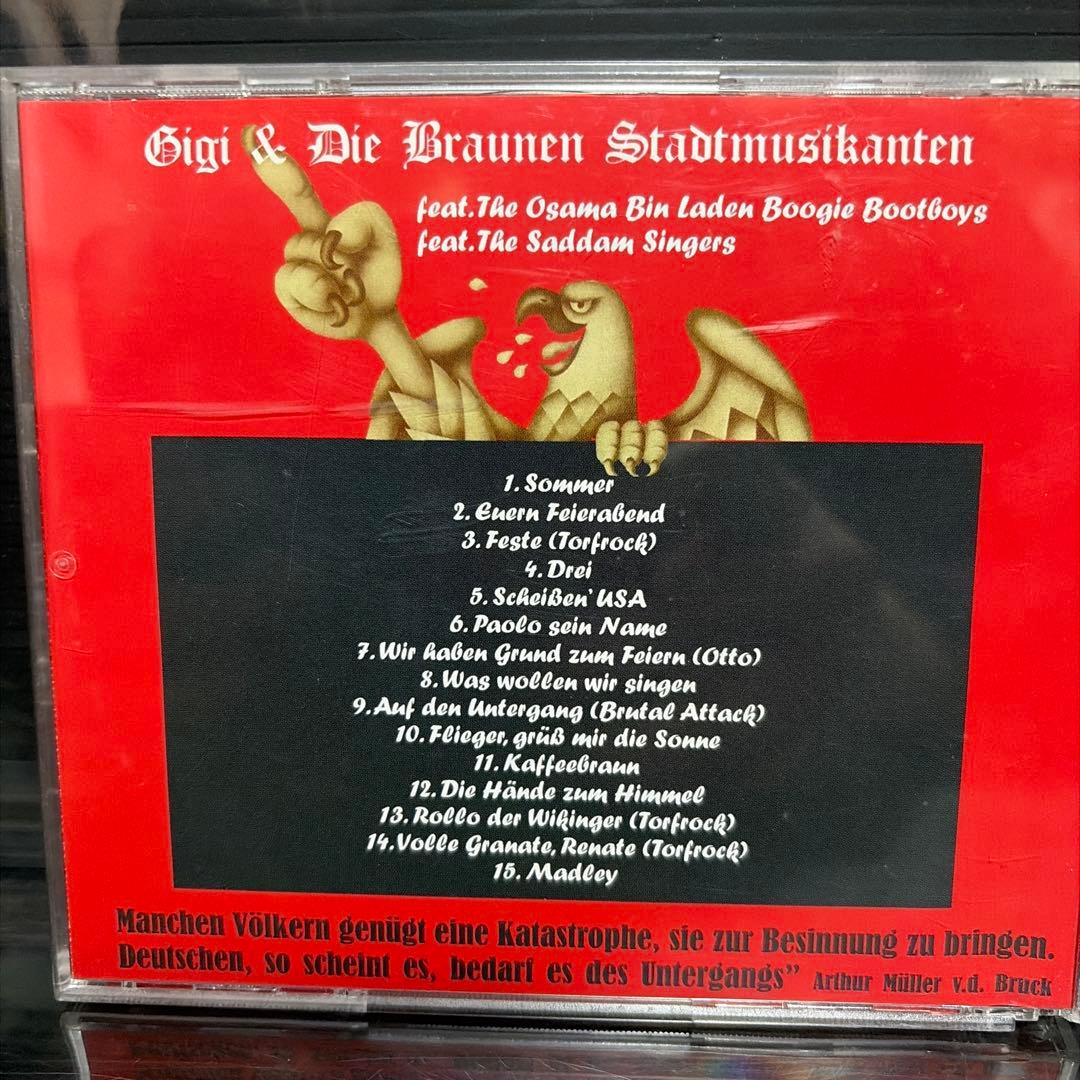 Gigi & Die Braunen Stadtmusikanten
feat.The Osama Bin Laden Boogie Bootboys
feat.The Saddam Singers
1. Sommer
2. Euern Feierabend
3. Feste (Torfrock)
4. Drei
5. Scheißen' USA
6. Paolo sein Name
7. Wir haben Grund zum Feiern (Otto)
8. Was wollen wir singen
9. Auf den Untergang (Brutal Attack)
10. Flieger, grüß mir die Sonne
11. Kaffeebraun
12. Die Hände zum Himmel
13. Rollo der Wikinger (Torfrock)
14. Volle Granate, Renate (Torfrock)
15. Madley
Manchen Völkern genügt eine Katastrophe, sie zur Besinnung zu bringen.
Deutschen, so scheint es, bedarf es des Untergangs” Arthur Müller v.d. Bruck